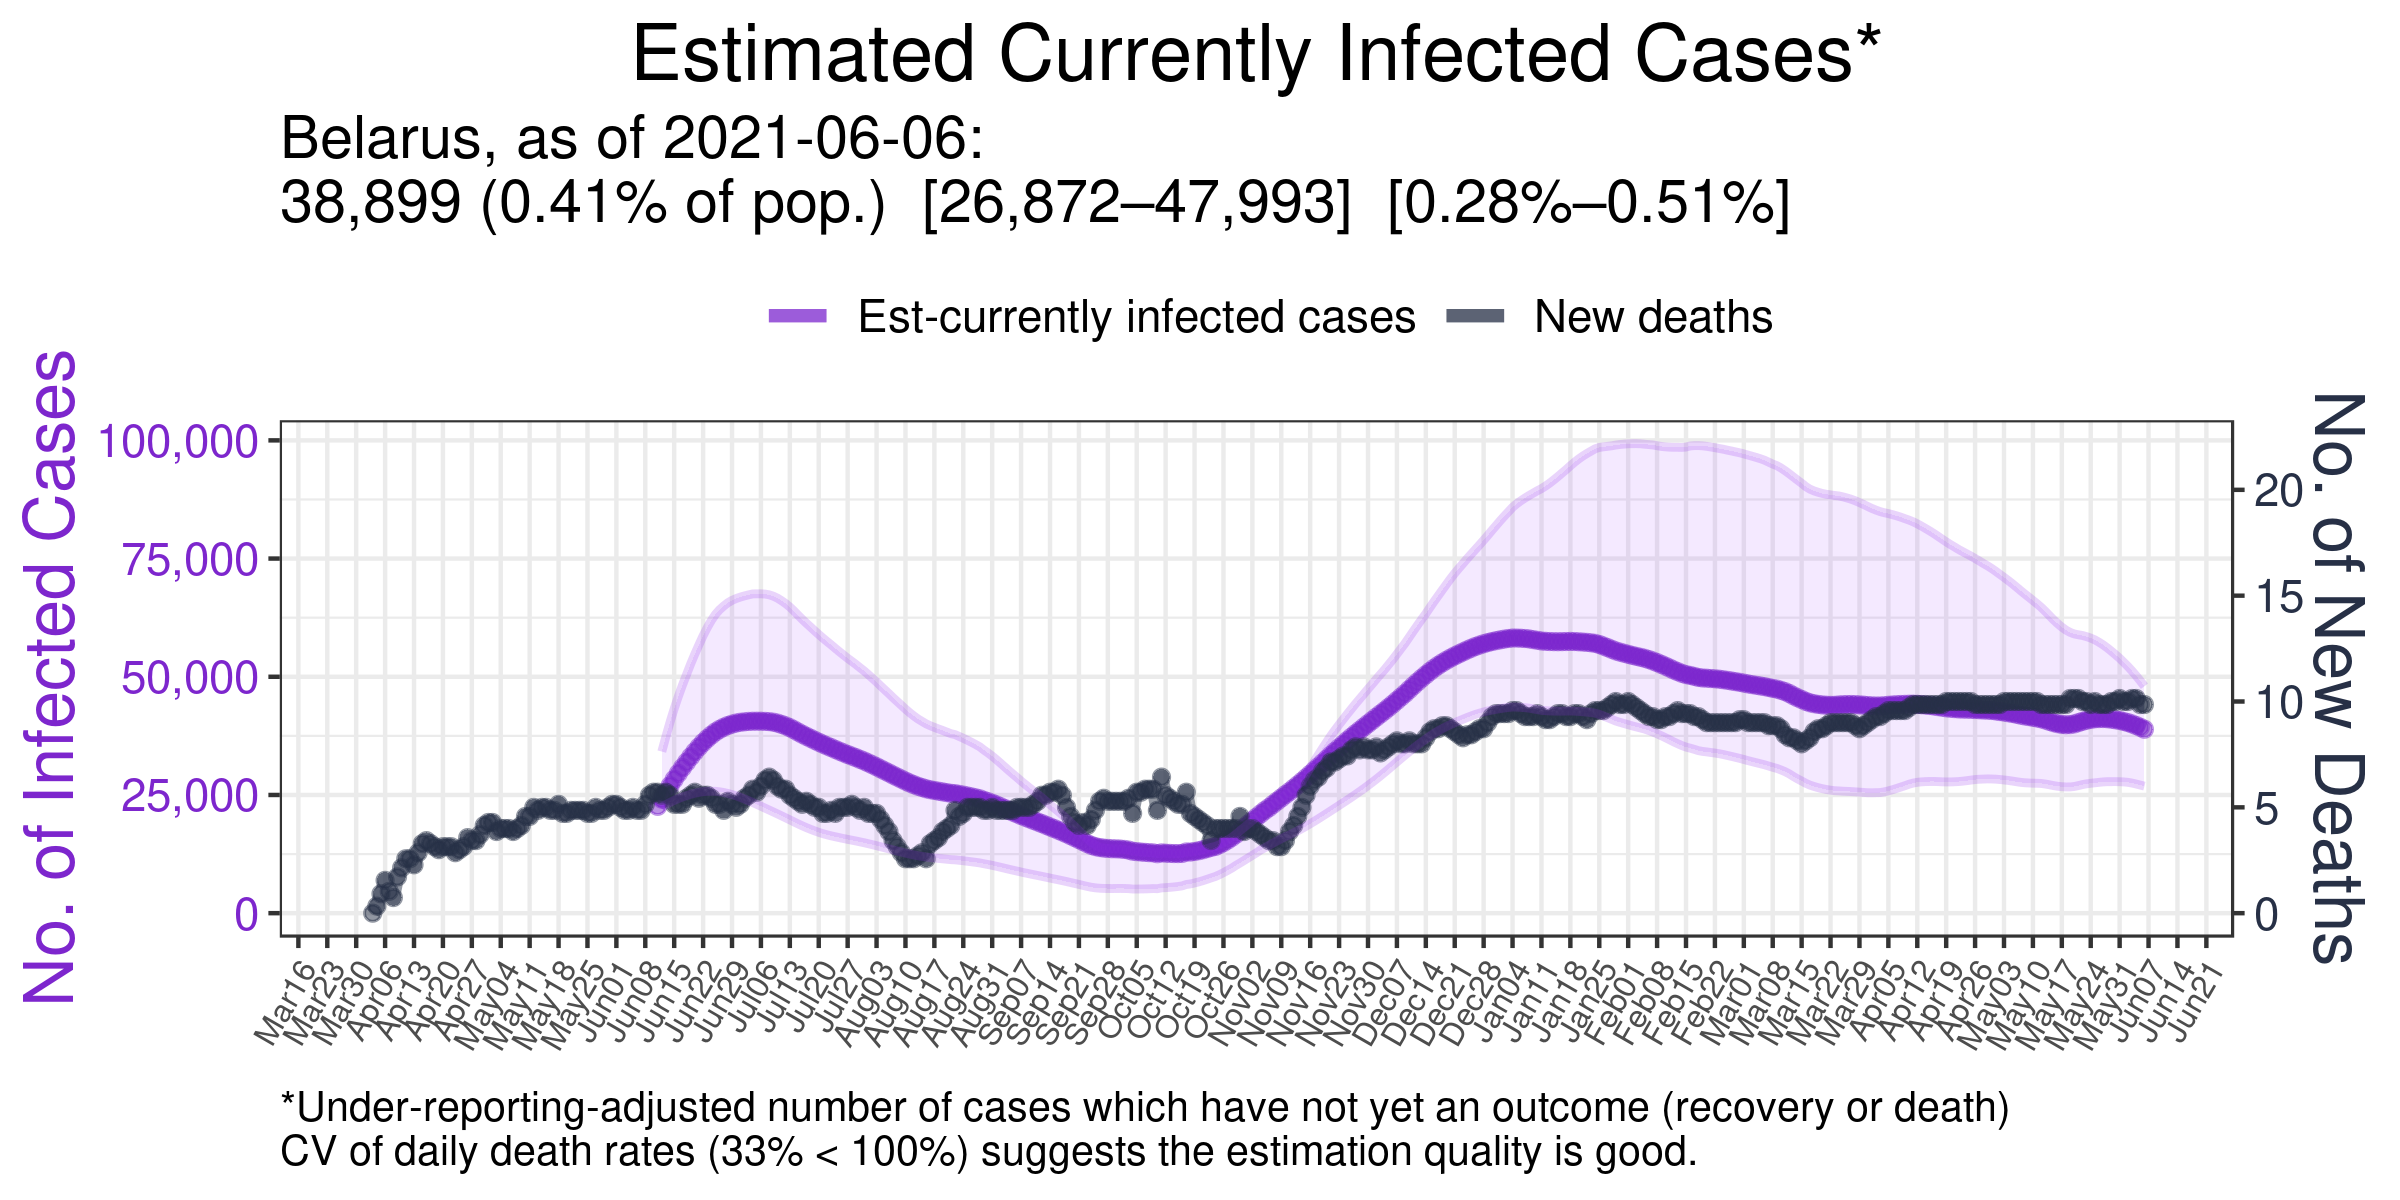 Estimated Currently Infected Cases*
Belarus, as of 2021-06-06:
38,899 (0.41% of pop.)  [26,872–47,993]  [0.28%–0.51%]
Est-currently infected cases
New deaths
No. of Infected Cases
100,000
75,000
50,000
25,000
0
No. of New Deaths
20
15
10
5
0
Mar16
Mar23
Mar30
Apr06
Apr13
Apr20
Apr27
May04
May11
May18
May25
Jun01
Jun08
Jun15
Jun22
Jun29
Jul06
Jul13
Jul20
Jul27
Aug03
Aug10
Aug17
Aug24
Aug31
Sep07
Sep14
Sep21
Sep28
Oct05
Oct12
Oct19
Oct26
Nov02
Nov09
Nov16
Nov23
Nov30
Dec07
Dec14
Dec21
Dec28
Jan04
Jan11
Jan18
Jan25
Feb01
Feb08
Feb15
Feb22
Mar01
Mar08
Mar15
Mar22
Mar29
Apr05
Apr12
Apr19
Apr26
May03
May10
May17
May24
May31
Jun07
Jun14
Jun21
*Under-reporting-adjusted number of cases which have not yet an outcome (recovery or death)
CV of daily death rates (33% < 100%) suggests the estimation quality is good.